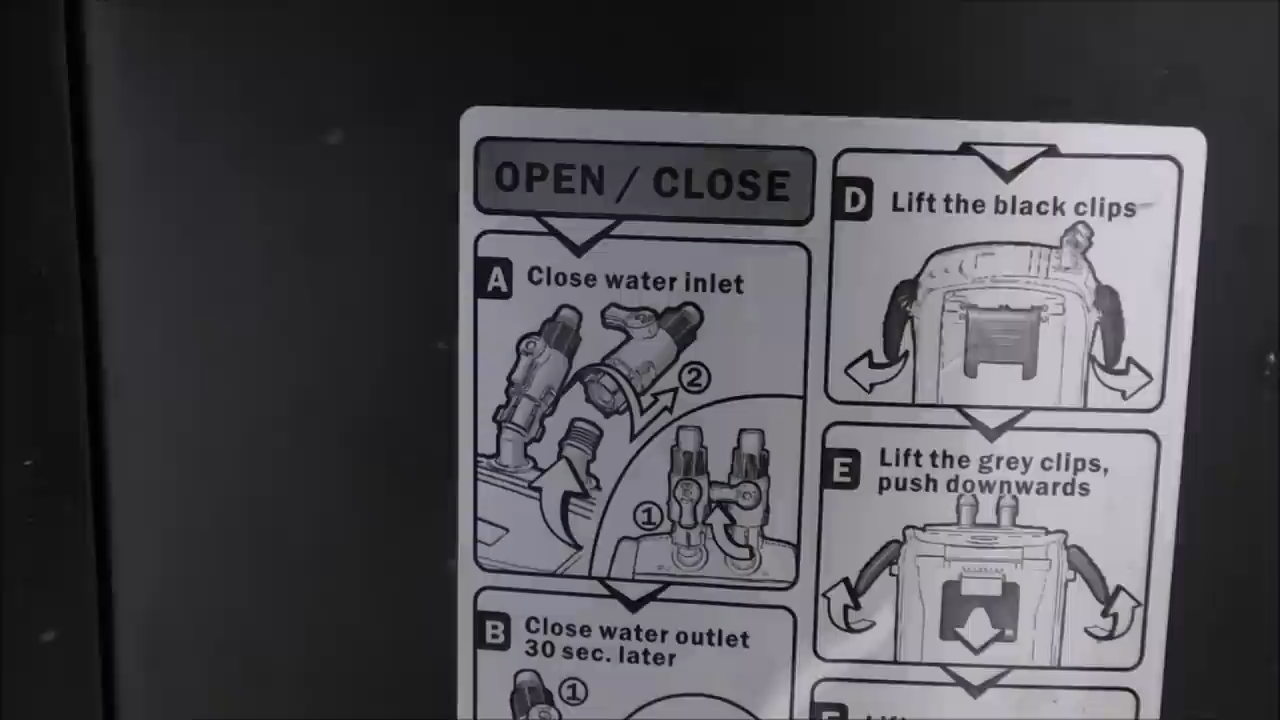 OPEN / CLOSE
A Close water inlet
2
1
B Close water outlet
30 sec. later
1
D Lift the black clips
E Lift the grey clips,
push downwards